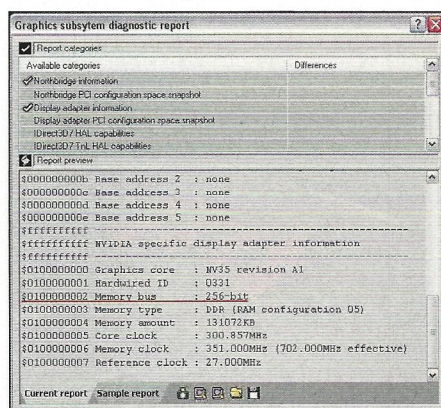 Graphics subsytem diagnostic report
Report categories
Available categories Differences
Northbridge information
Northbridge PCI configuration space snapshot
Display adapter information
Display adapter PCI configuration space snapshot
IDirect3D7 HAL capabilities
IDirect3D7 TnL HAL capabilities
Report preview
$000000000b Base address 2 : none
$000000000c Base address 3 : none
$000000000d Base address 4 : none
$000000000e Base address 5 : none
$ffffffffff ----------------------------------------------------
$ffffffffff NVIDIA specific display adapter information
$ffffffffff ----------------------------------------------------
$0100000000 Graphics core : NV35 revision A1
$0100000001 Hardwired ID : 0331
$0100000002 Memory bus : 256-bit
$0100000003 Memory type : DDR (RAM configuration 05)
$0100000004 Memory amount : 131072KB
$0100000005 Core clock : 300.857MHz
$0100000006 Memory clock : 351.000MHz (702.000MHz effective)
$0100000007 Reference clock : 27.000MHz
Current report Sample report